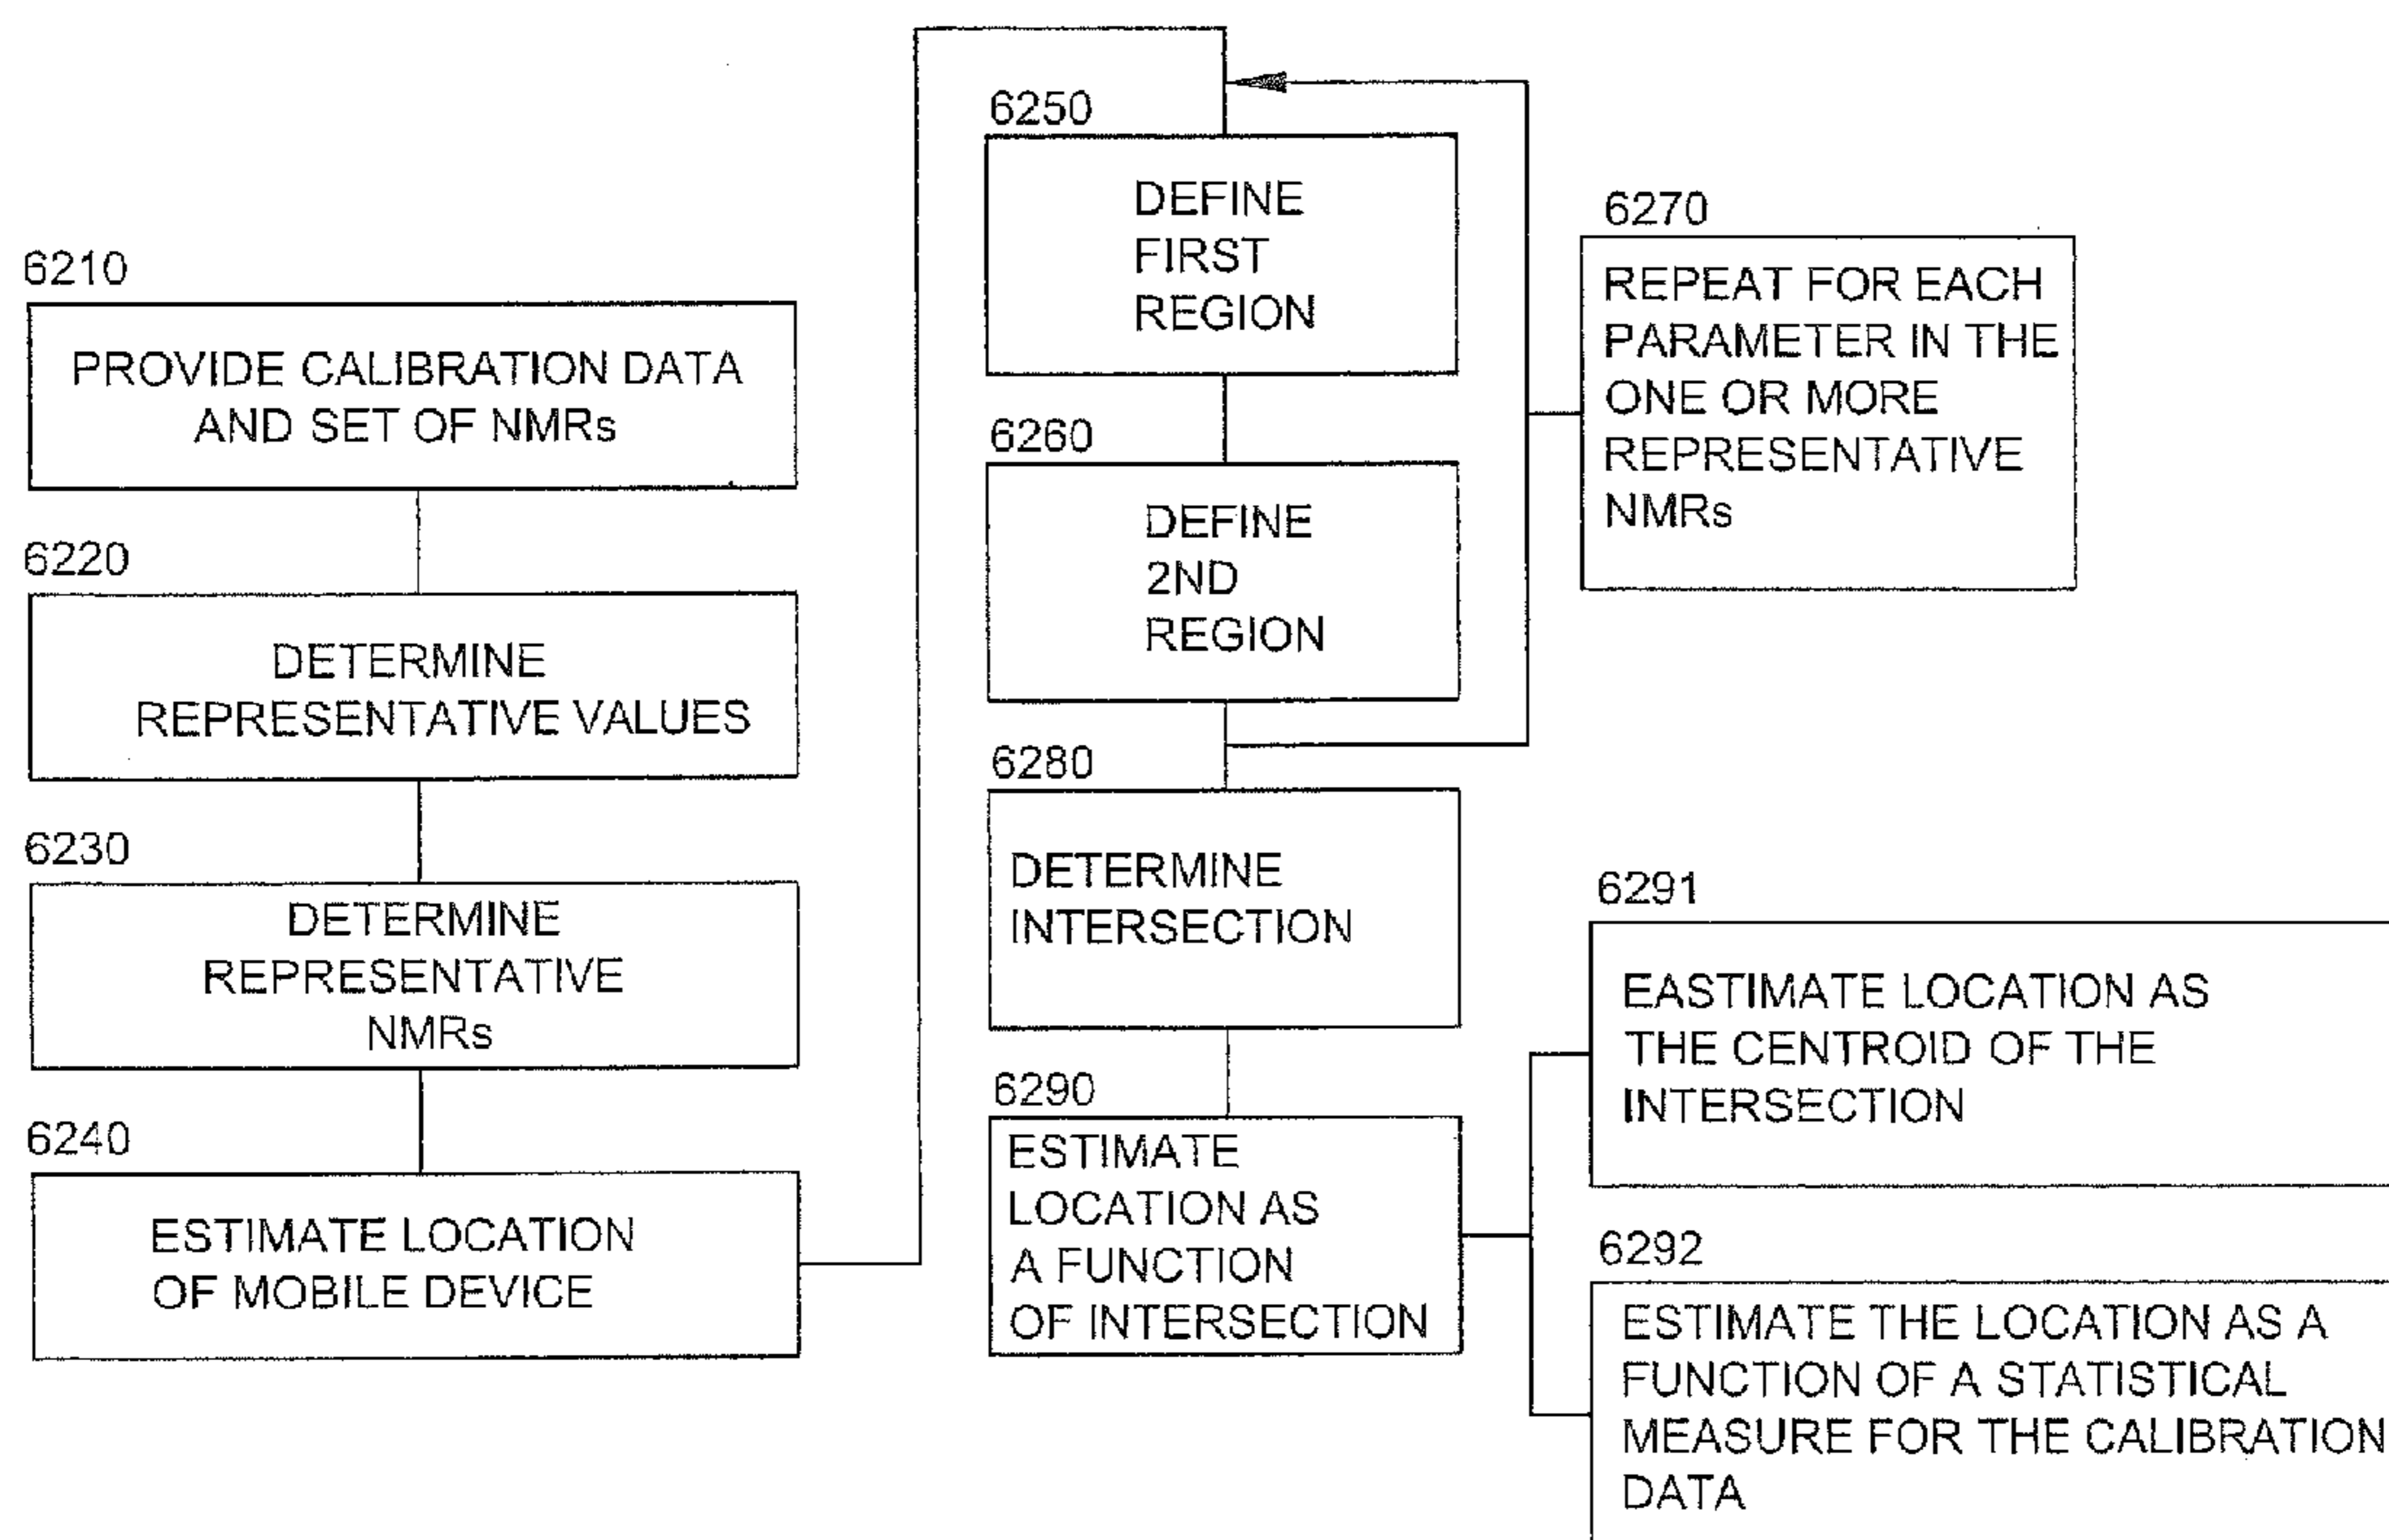 6210
PROVIDE CALIBRATION DATA
AND SET OF NMRs
6220
DETERMINE
REPRESENTATIVE VALUES
6230
DETERMINE
REPRESENTATIVE
NMRs
6240
ESTIMATE LOCATION
OF MOBILE DEVICE
6250
DEFINE
FIRST
REGION
6260
DEFINE
2ND
REGION
6270
REPEAT FOR EACH
PARAMETER IN THE
ONE OR MORE
REPRESENTATIVE
NMRs
6280
DETERMINE
INTERSECTION
6290
ESTIMATE
LOCATION AS
A FUNCTION
OF INTERSECTION
6291
EASTIMATE LOCATION AS
THE CENTROID OF THE
INTERSECTION
6292
ESTIMATE THE LOCATION AS A
FUNCTION OF A STATISTICAL
MEASURE FOR THE CALIBRATION
DATA